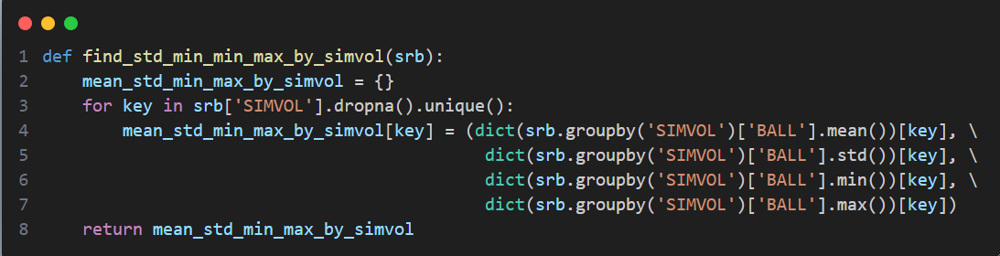 1 def find_std_min_min_max_by_simvol(srb):
2     mean_std_min_max_by_simvol = {}
3     for key in srb['SIMVOL'].dropna().unique():
4         mean_std_min_max_by_simvol[key] = (dict(srb.groupby('SIMVOL')['BALL'].mean())[key], \
5                                            dict(srb.groupby('SIMVOL')['BALL'].std())[key], \
6                                            dict(srb.groupby('SIMVOL')['BALL'].min())[key], \
7                                            dict(srb.groupby('SIMVOL')['BALL'].max())[key])
8     return mean_std_min_max_by_simvol